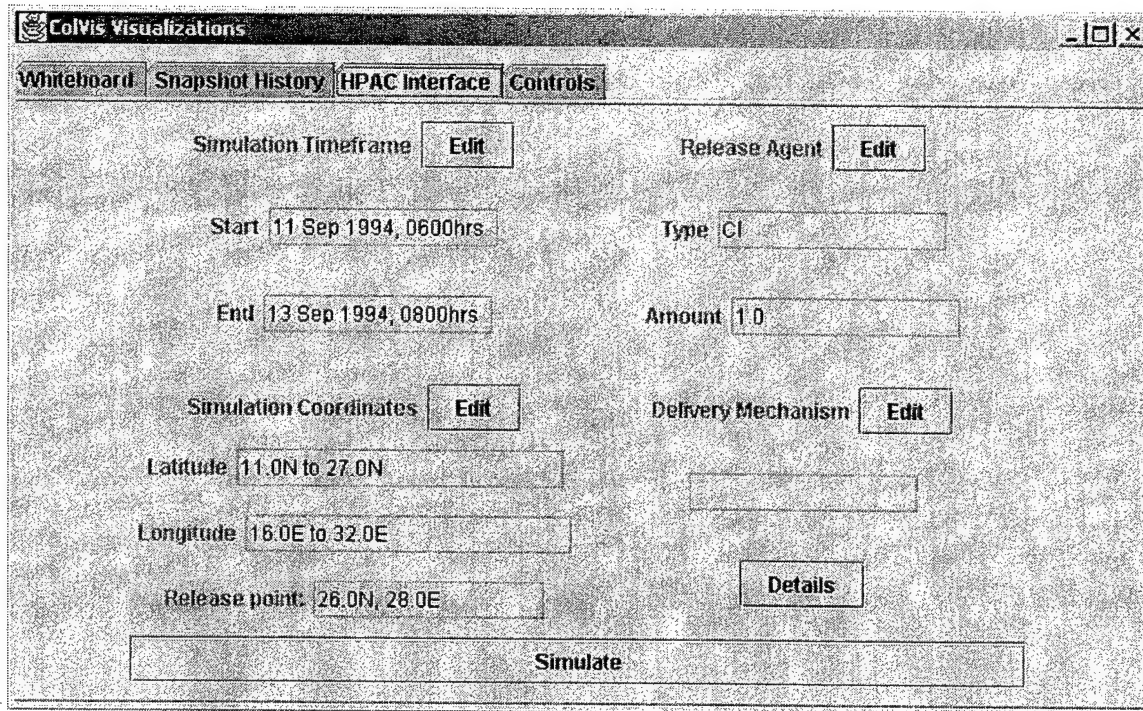 ColVis Visualizations
Whiteboard Snapshot History HPAC Interface Controls
Simulation Timeframe Edit
Release Agent Edit
Start 11 Sep 1994, 0600hrs
Type Cl
End 13 Sep 1994, 0800hrs
Amount 1.0
Simulation Coordinates Edit
Delivery Mechanism Edit
Latitude 11.0N to 27.0N
Longitude 16.0E to 32.0E
Release point: 26.0N, 28.0E
Details
Simulate